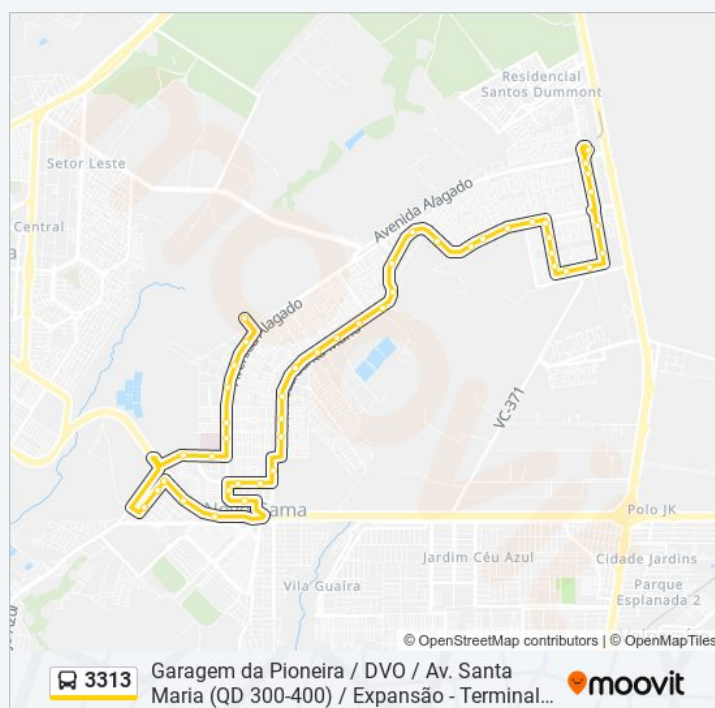 Residencial
Santos Dummont
Setor Leste
Central
Avenida Alagado
Alagado
VC-371
Gama
Polo JK
Jardim Céu Azul
Cidade Jardins
Vila Guaíra
Parque
Esplanada 2
© OpenStreetMap contributors | © OpenMapTiles
3313
Garagem da Pioneira / DVO / Av. Santa
Maria (QD 300-400) / Expansão - Terminal...
moovit